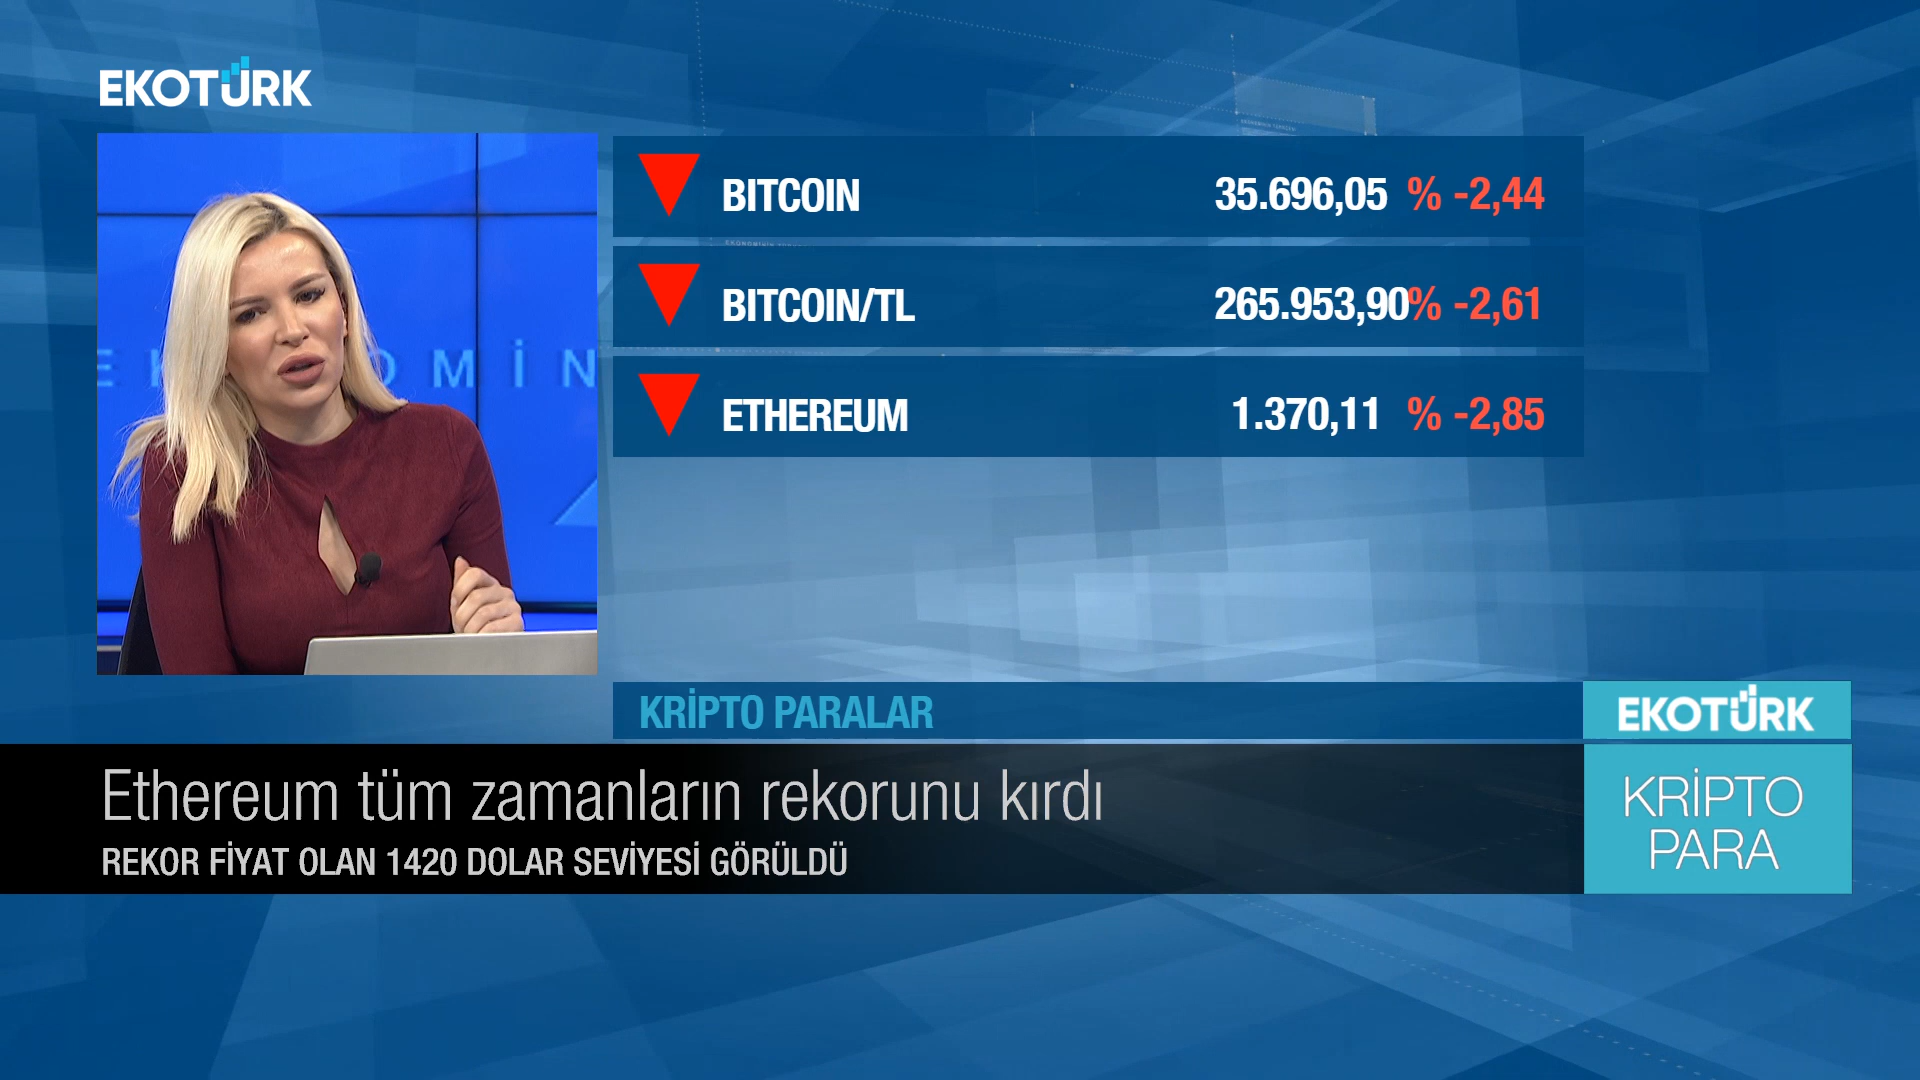 EKOTÜRK
BITCOIN 35.696,05 % -2,44
BITCOIN/TL 265.953,90% -2,61
ETHEREUM 1.370,11 % -2,85
KRİPTO PARALAR
EKOTÜRK
Ethereum tüm zamanların rekorunu kırdı
REKOR FİYAT OLAN 1420 DOLAR SEVİYESİ GÖRÜLDÜ
KRİPTO
PARA